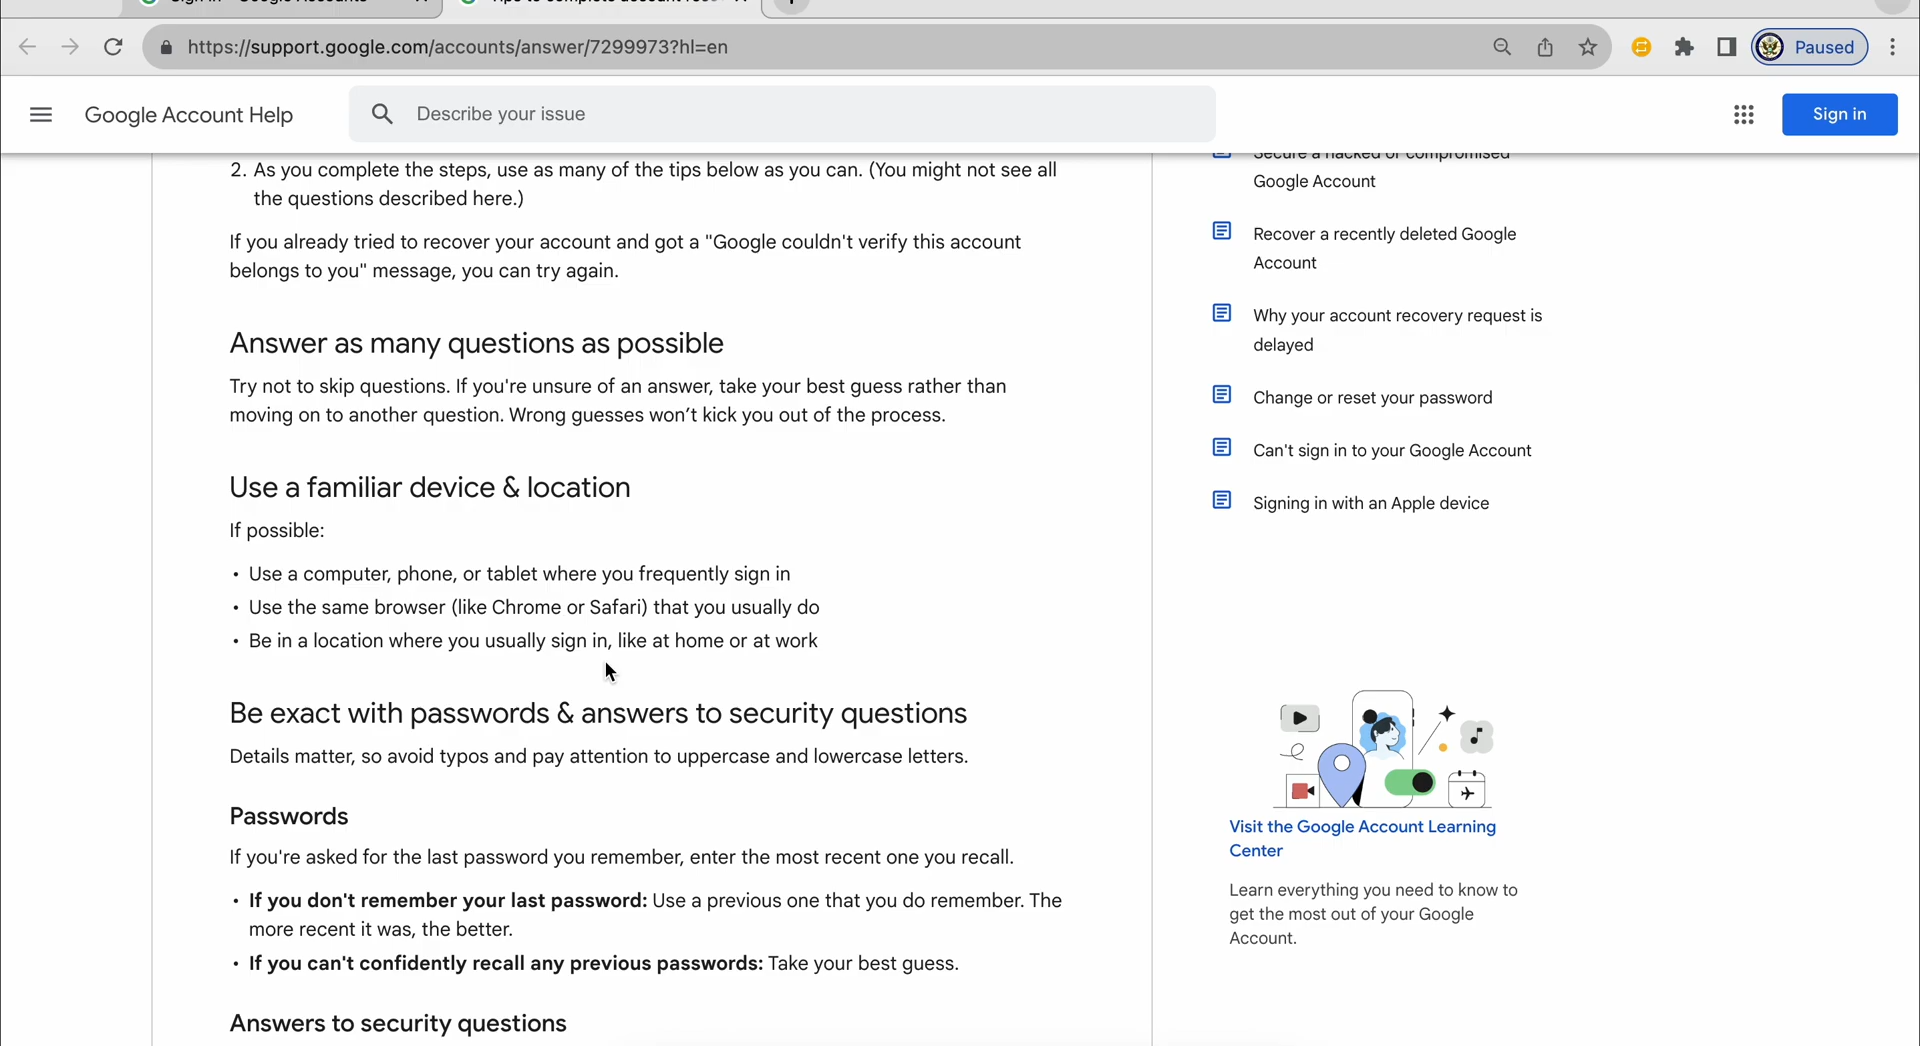 https://support.google.com/accounts/answer/7299973?hl=en
Paused
Google Account Help
Describe your issue
Sign in
2. As you complete the steps, use as many of the tips below as you can. (You might not see all
the questions described here.)
If you already tried to recover your account and got a "Google couldn't verify this account
belongs to you" message, you can try again.
Answer as many questions as possible
Try not to skip questions. If you're unsure of an answer, take your best guess rather than
moving on to another question. Wrong guesses won’t kick you out of the process.
Use a familiar device & location
If possible:
• Use a computer, phone, or tablet where you frequently sign in
• Use the same browser (like Chrome or Safari) that you usually do
• Be in a location where you usually sign in, like at home or at work
Be exact with passwords & answers to security questions
Details matter, so avoid typos and pay attention to uppercase and lowercase letters.
Passwords
If you're asked for the last password you remember, enter the most recent one you recall.
• If you don't remember your last password: Use a previous one that you do remember. The
more recent it was, the better.
• If you can't confidently recall any previous passwords: Take your best guess.
Answers to security questions
Secure a hacked or compromised
Google Account
Recover a recently deleted Google
Account
Why your account recovery request is
delayed
Change or reset your password
Can't sign in to your Google Account
Signing in with an Apple device
Visit the Google Account Learning
Center
Learn everything you need to know to
get the most out of your Google
Account.